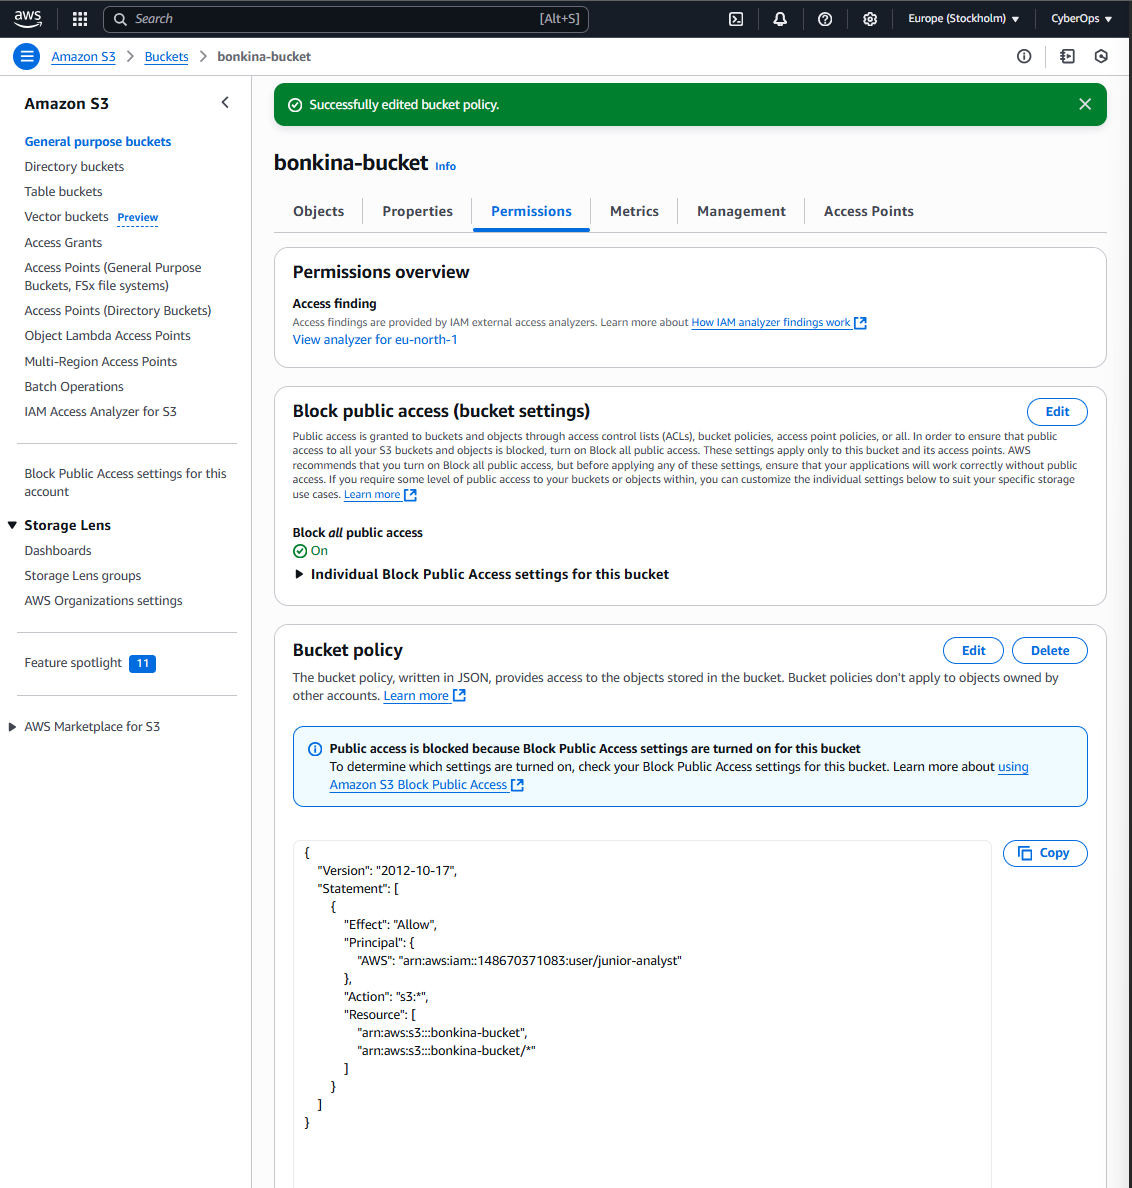 aws
Search
[Alt+S]
Europe (Stockholm)
CyberOps
Amazon S3
Buckets
bonkina-bucket
Amazon S3
General purpose buckets
Directory buckets
Table buckets
Vector buckets Preview
Access Grants
Access Points (General Purpose
Buckets, FSx file systems)
Access Points (Directory Buckets)
Object Lambda Access Points
Multi-Region Access Points
Batch Operations
IAM Access Analyzer for S3
Block Public Access settings for this
account
Storage Lens
Dashboards
Storage Lens groups
AWS Organizations settings
Feature spotlight 11
AWS Marketplace for S3
Successfully edited bucket policy.
bonkina-bucket Info
Objects
Properties
Permissions
Metrics
Management
Access Points
Permissions overview
Access finding
Access findings are provided by IAM external access analyzers. Learn more about How IAM analyzer findings work
View analyzer for eu-north-1
Block public access (bucket settings)
Edit
Public access is granted to buckets and objects through access control lists (ACLs), bucket policies, access point policies, or all. In order to ensure that public
access to all your S3 buckets and objects is blocked, turn on Block all public access. These settings apply only to this bucket and its access points. AWS
recommends that you turn on Block all public access, but before applying any of these settings, ensure that your applications will work correctly without public
access. If you require some level of public access to your buckets or objects within, you can customize the individual settings below to suit your specific storage
use cases. Learn more
Block all public access
On
Individual Block Public Access settings for this bucket
Bucket policy
Edit
Delete
The bucket policy, written in JSON, provides access to the objects stored in the bucket. Bucket policies don't apply to objects owned by
other accounts. Learn more
Public access is blocked because Block Public Access settings are turned on for this bucket
To determine which settings are turned on, check your Block Public Access settings for this bucket. Learn more about using
Amazon S3 Block Public Access
Copy
{
"Version": "2012-10-17",
"Statement": [
{
"Effect": "Allow",
"Principal": {
"AWS": "arn:aws:iam::148670371083:user/junior-analyst"
},
"Action": "s3:*",
"Resource": [
"arn:aws:s3:::bonkina-bucket",
"arn:aws:s3:::bonkina-bucket/*"
]
}
]
}